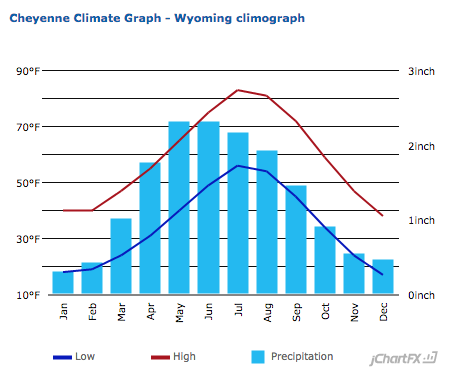 Cheyenne Climate Graph - Wyoming climograph
90°F
3inch
70°F
2inch
50°F
1inch
30°F
10°F
0inch
Jan Feb Mar Apr May Jun Jul Aug Sep Oct Nov Dec
Low High Precipitation
jChartFX